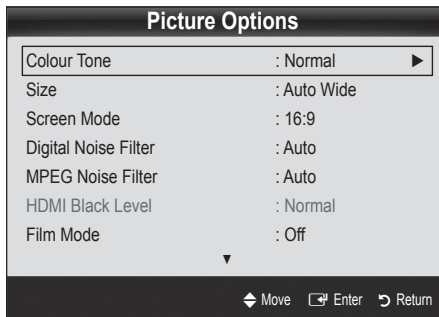 Picture Options
Colour Tone : Normal ▶
Size : Auto Wide
Screen Mode : 16:9
Digital Noise Filter : Auto
MPEG Noise Filter : Auto
HDMI Black Level : Normal
Film Mode : Off
▼
Move Enter Return